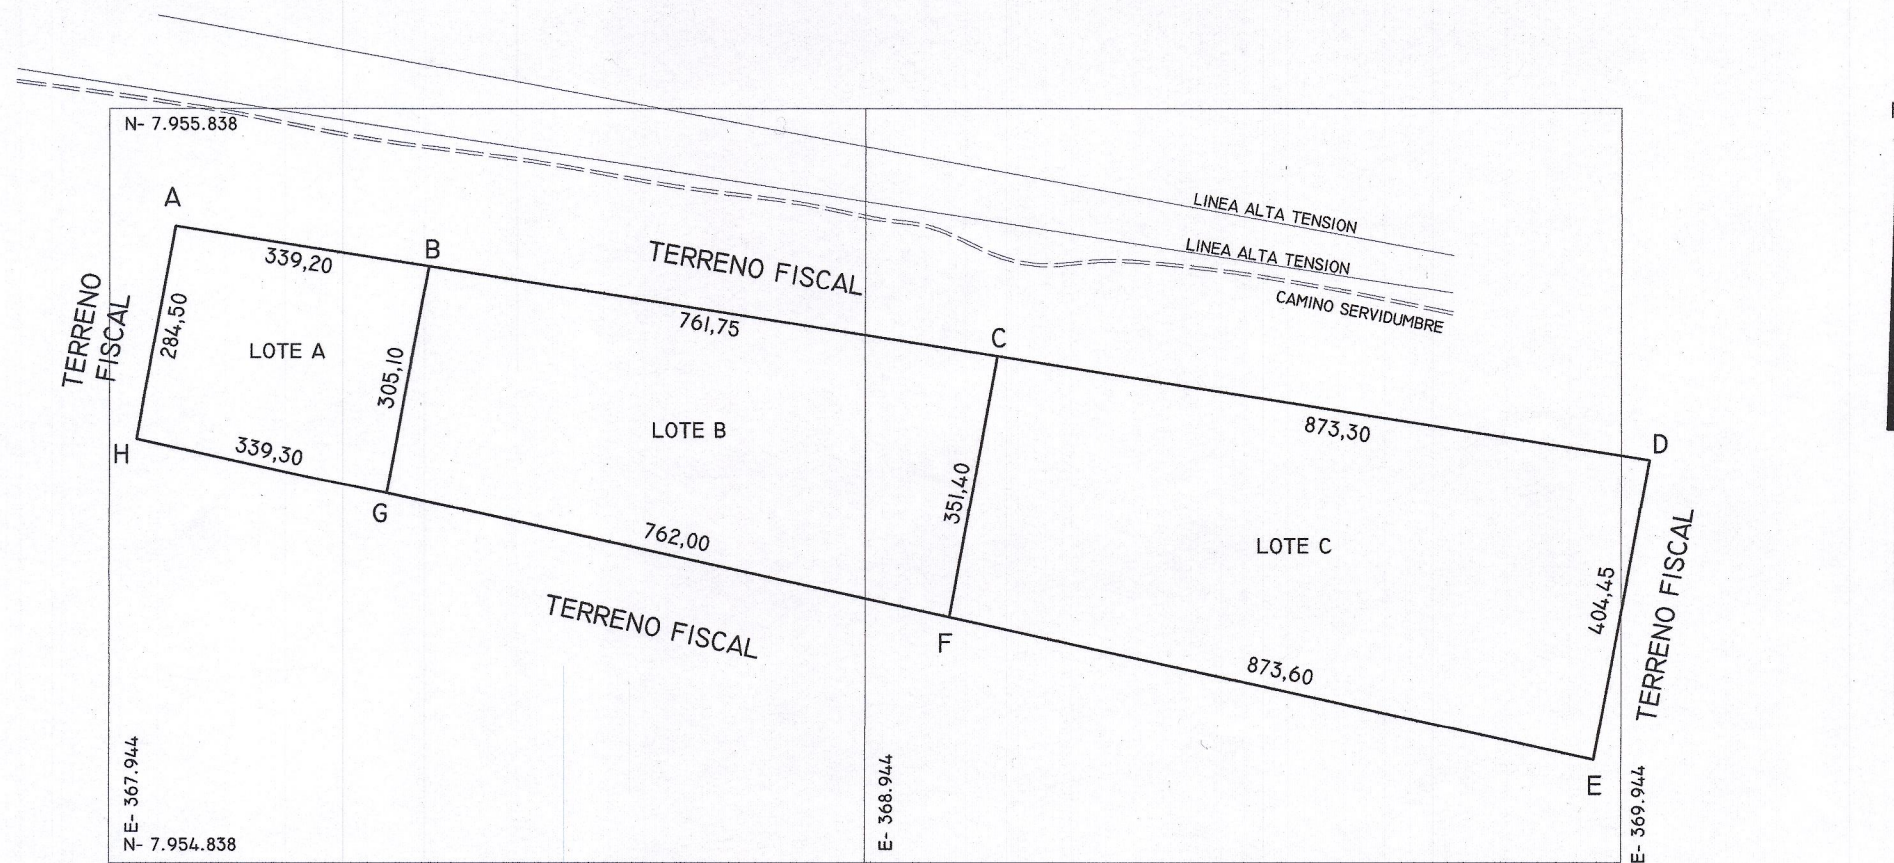 N- 7.955.838
LINEA ALTA TENSION
LINEA ALTA TENSION
CAMINO SERVIDUMBRE
A
B
C
D
TERRENO FISCAL
TERRENO
FISCAL
339,20
761,75
873,30
284,50
305,10
351,40
404,45
LOTE A
LOTE B
LOTE C
TERRENO FISCAL
H
G
F
E
339,30
762,00
873,60
TERRENO FISCAL
E- 367.944
N
N- 7.954.838
E- 368.944
E- 369.944